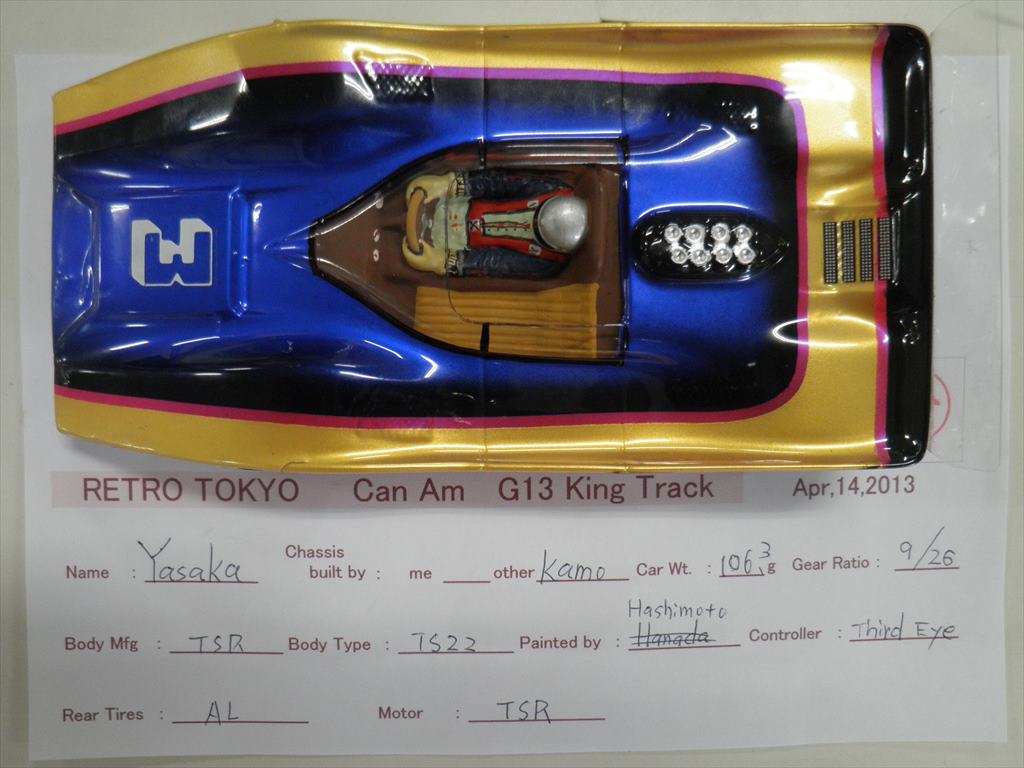 3
RETRO TOKYO Can Am G13 King Track Apr,14,2013
Name : Yasaka Chassis built by : me ___ other Kamo Car Wt. : 106.3 g Gear Ratio : 9/26
Body Mfg : TSR Body Type : TS22 Painted by : Hanada Hashimoto Controller : Third Eye
Rear Tires : AL Motor : TSR